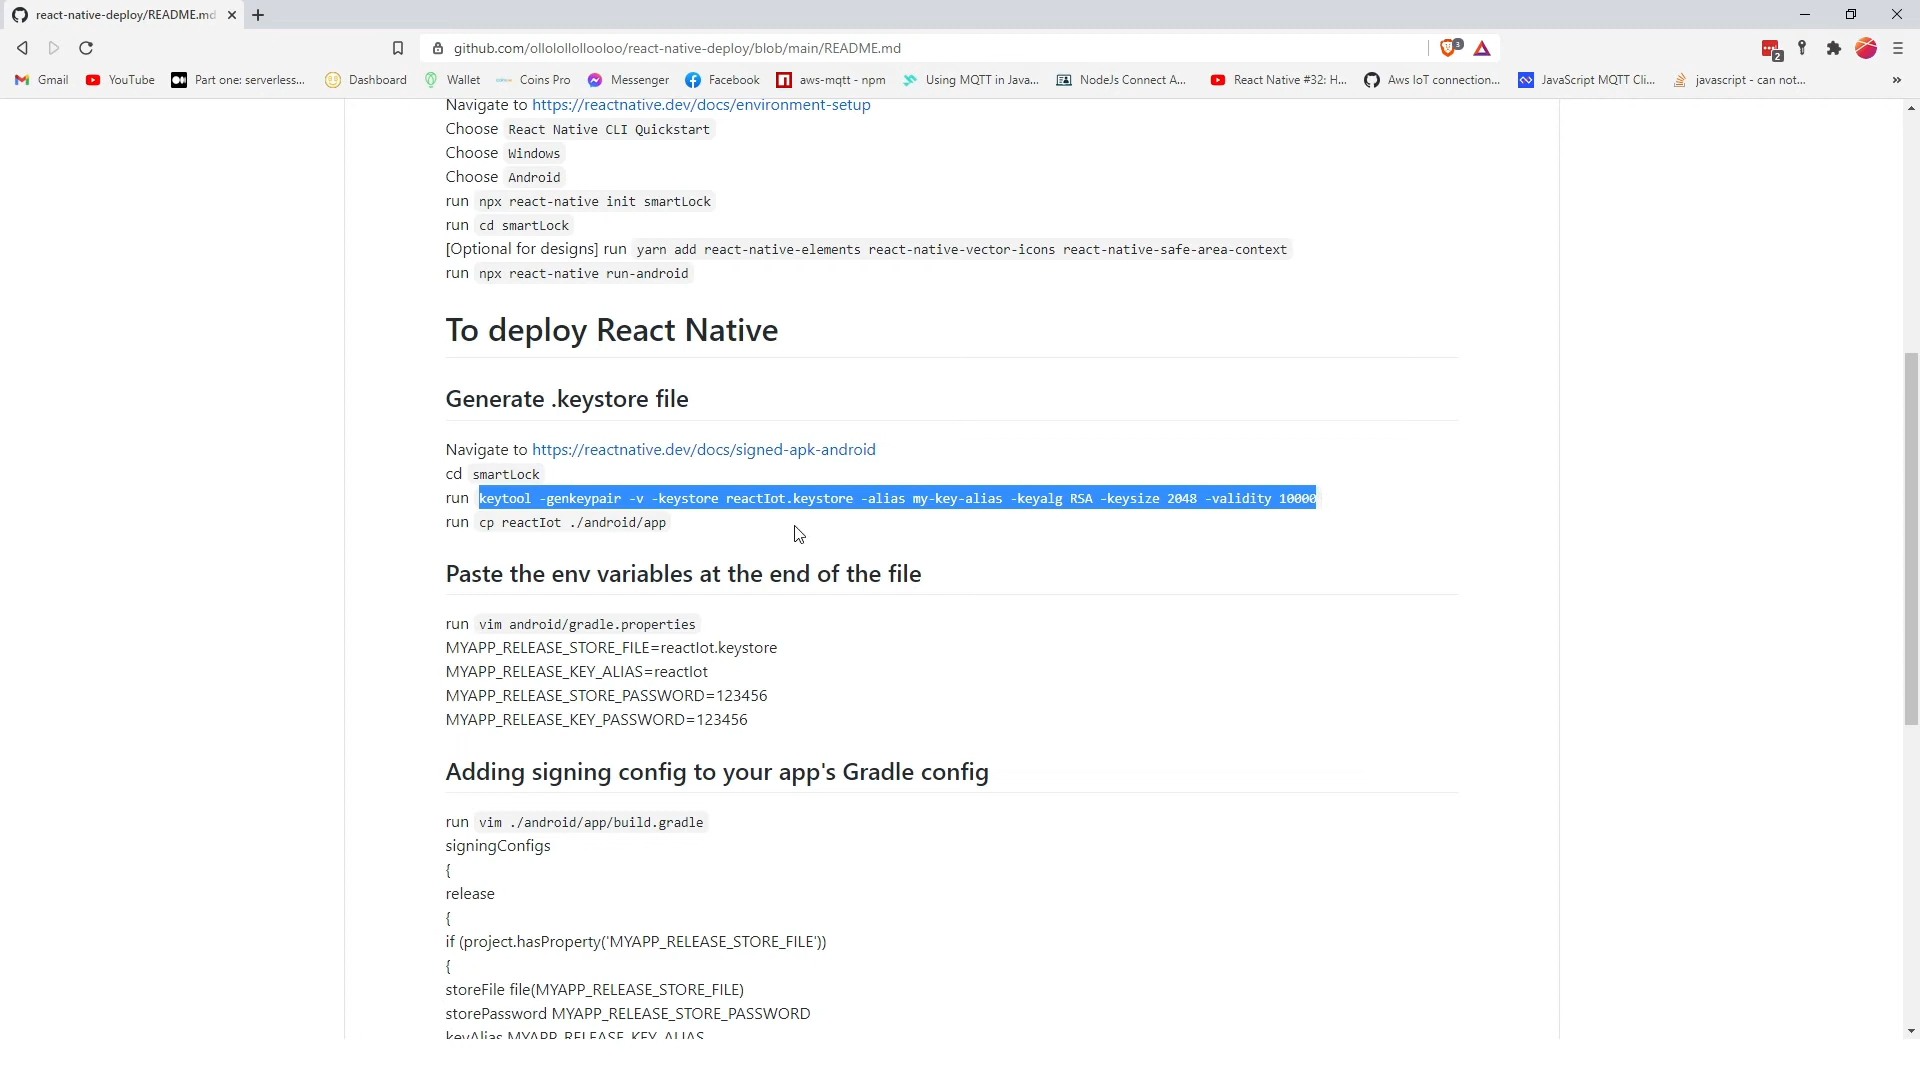 react-native-deploy/README.md
github.com/ollolollollooloo/react-native-deploy/blob/main/README.md
3
2
Gmail
YouTube
Part one: serverless...
Dashboard
Wallet
Coins Pro
Messenger
Facebook
aws-mqtt - npm
Using MQTT in Java...
NodeJs Connect A...
React Native #32: H...
Aws IoT connection...
JavaScript MQTT Cli...
javascript - can not...
»
Navigate to https://reactnative.dev/docs/environment-setup
Choose React Native CLI Quickstart
Choose Windows
Choose Android
run npx react-native init smartLock
run cd smartLock
[Optional for designs] run yarn add react-native-elements react-native-vector-icons react-native-safe-area-context
run npx react-native run-android
To deploy React Native
Generate .keystore file
Navigate to https://reactnative.dev/docs/signed-apk-android
cd smartLock
run keytool -genkeypair -v -keystore reactIot.keystore -alias my-key-alias -keyalg RSA -keysize 2048 -validity 10000
run cp reactIot ./android/app
Paste the env variables at the end of the file
run vim android/gradle.properties
MYAPP_RELEASE_STORE_FILE=reactIot.keystore
MYAPP_RELEASE_KEY_ALIAS=reactIot
MYAPP_RELEASE_STORE_PASSWORD=123456
MYAPP_RELEASE_KEY_PASSWORD=123456
Adding signing config to your app's Gradle config
run vim ./android/app/build.gradle
signingConfigs
{
release
{
if (project.hasProperty('MYAPP_RELEASE_STORE_FILE'))
{
storeFile file(MYAPP_RELEASE_STORE_FILE)
storePassword MYAPP_RELEASE_STORE_PASSWORD
keyAlias MYAPP_RELEASE_KEY_ALIAS